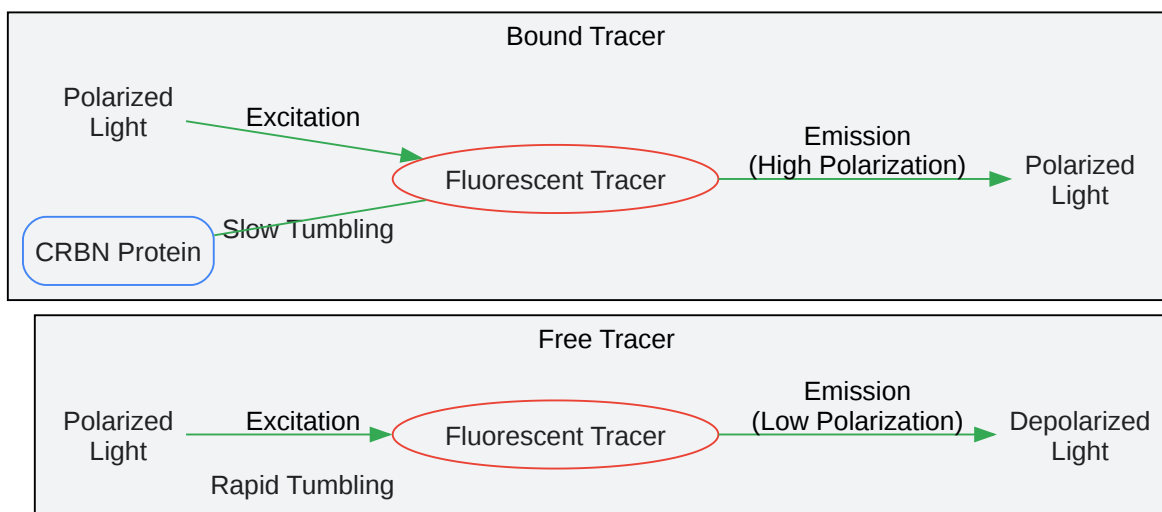 Bound Tracer
Polarized
Light
Excitation
Fluorescent Tracer
Emission
(High Polarization)
Polarized
Light
CRBN Protein
Slow Tumbling
Free Tracer
Polarized
Light
Excitation
Fluorescent Tracer
Emission
(Low Polarization)
Depolarized
Light
Rapid Tumbling